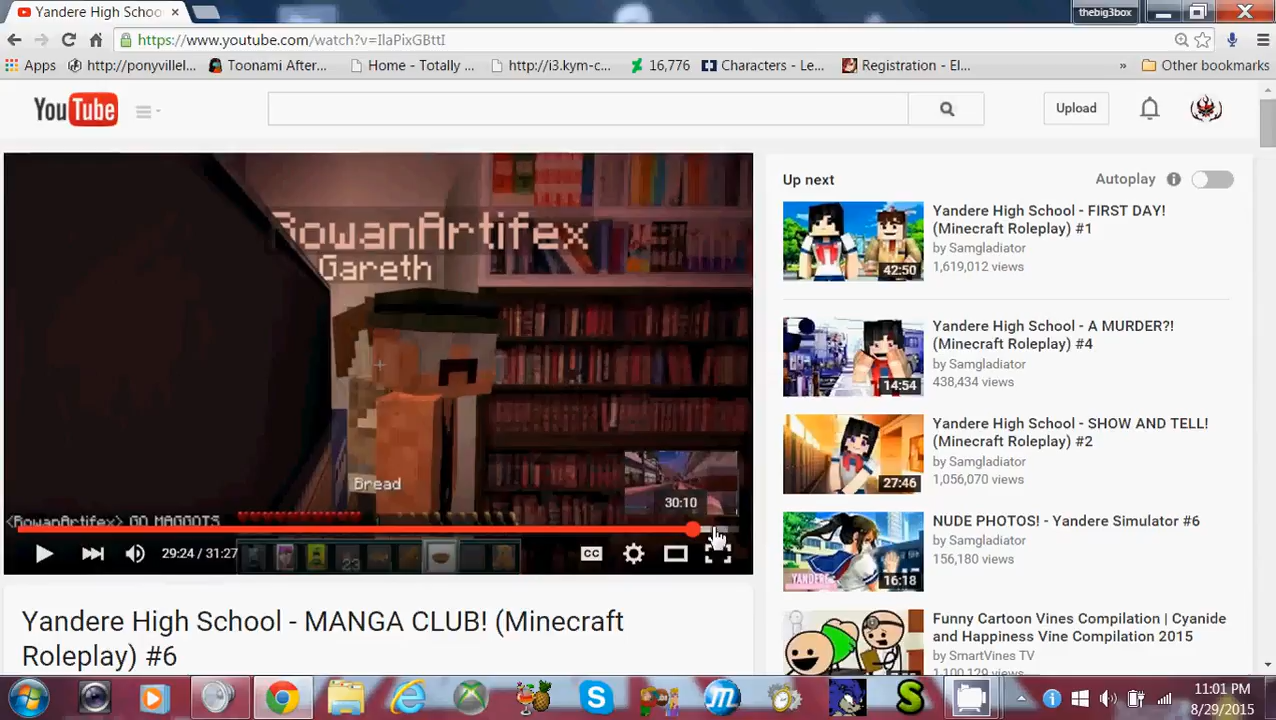 Yandere High Schoo
thebig3box
https://www.youtube.com/watch?v=IlaPixGBttI
Apps
http://ponyvillel...
Toonami After...
Home - Totally ...
http://i3.kym-c...
16,776
Characters - Le...
Registration - El...
»
Other bookmarks
YouTube
Upload
RowanArtifex
Gareth
Bread
30:10
<RowanArtifex> GO MAGGOTS
29:24 / 31:27
23
CC
Yandere High School - MANGA CLUB! (Minecraft
Roleplay) #6
Up next
Autoplay
Yandere High School - FIRST DAY!
(Minecraft Roleplay) #1
by Samgladiator
1,619,012 views
42:50
Yandere High School - A MURDER?!
(Minecraft Roleplay) #4
by Samgladiator
438,434 views
14:54
Yandere High School - SHOW AND TELL!
(Minecraft Roleplay) #2
by Samgladiator
1,056,070 views
27:46
NUDE PHOTOS! - Yandere Simulator #6
by Samgladiator
156,180 views
16:18
YANDERE
Funny Cartoon Vines Compilation | Cyanide
and Happiness Vine Compilation 2015
by SmartVines TV
1,100,129 views
11:01 PM
8/29/2015